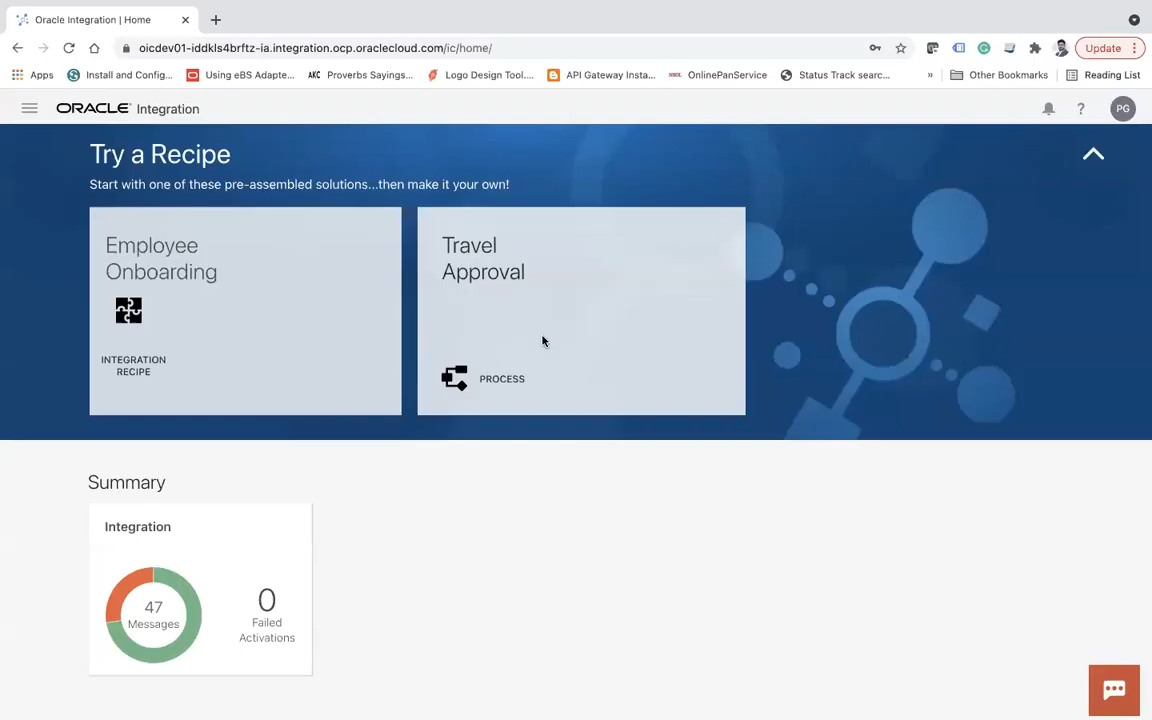 Oracle Integration | Home
oicdev01-iddkls4brftz-ia.integration.ocp.oraclecloud.com/ic/home/
Update
Apps
Install and Config...
Using eBS Adapte...
AKC Proverbs Sayings...
Logo Design Tool....
API Gateway Insta...
OnlinePanService
Status Track searc...
»
Other Bookmarks
Reading List
ORACLE Integration
?
PG
Try a Recipe
Start with one of these pre-assembled solutions...then make it your own!
Employee
Onboarding
INTEGRATION
RECIPE
Travel
Approval
PROCESS
Summary
Integration
47
Messages
0
Failed
Activations